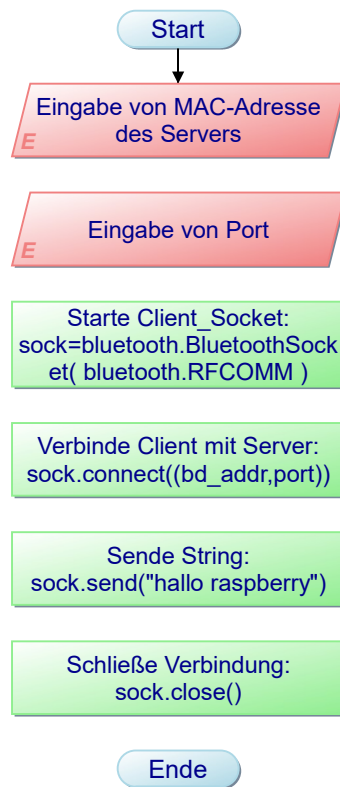 Start
Eingabe von MAC-Adresse
des Servers
E
Eingabe von Port
E
Starte Client_Socket:
sock=bluetooth.BluetoothSock
et( bluetooth.RFCOMM )
Verbinde Client mit Server:
sock.connect((bd_addr,port))
Sende String:
sock.send("hallo raspberry")
Schließe Verbindung:
sock.close()
Ende